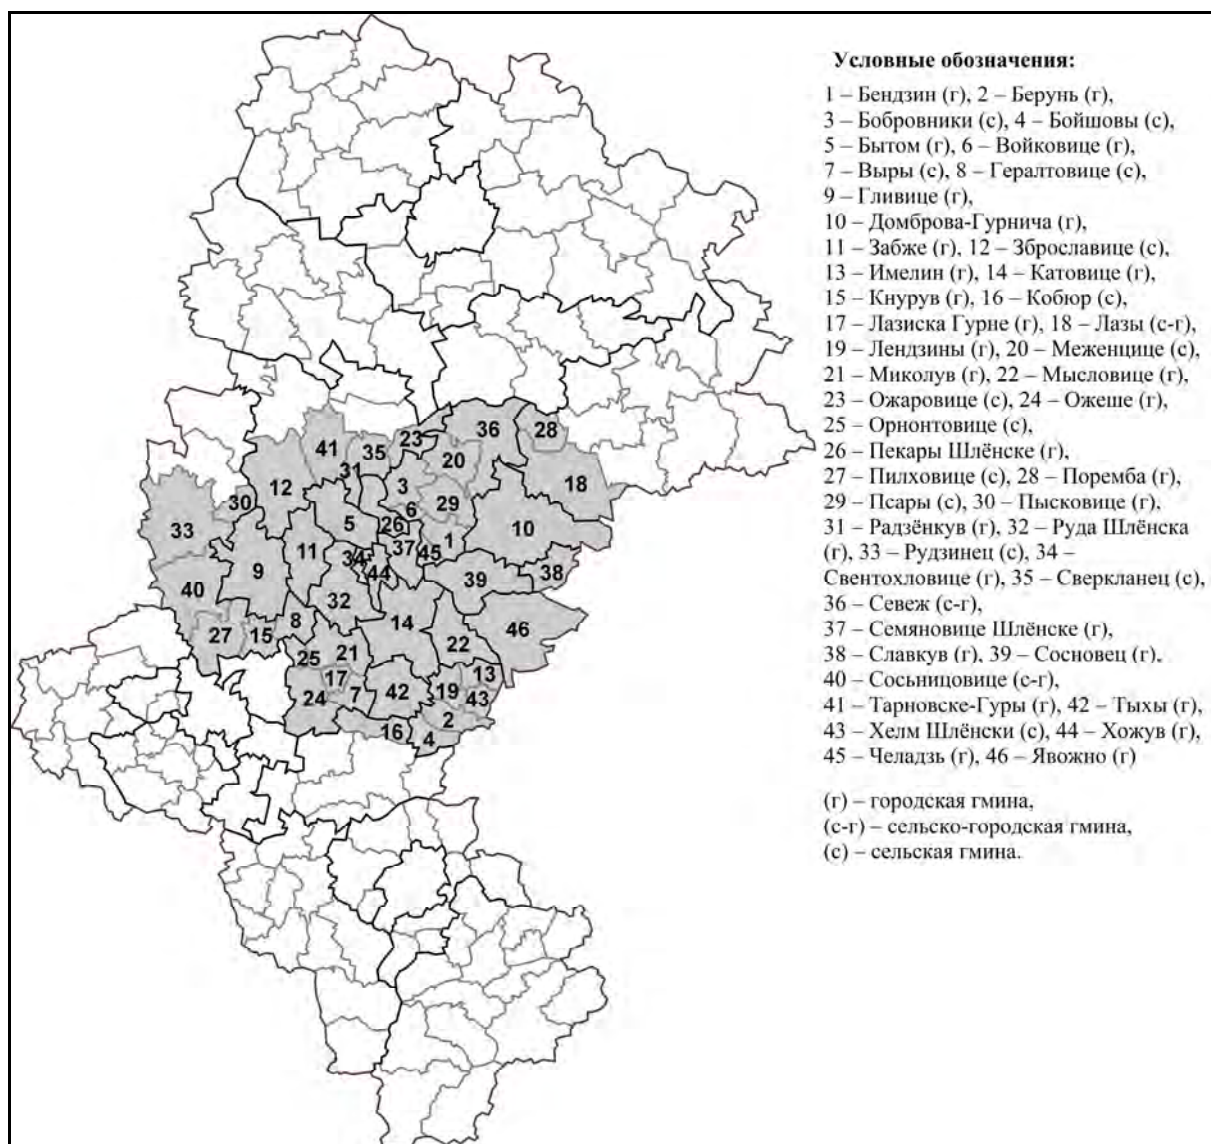 Условные обозначения:
1 – Бендзин (г), 2 – Берунь (г),
3 – Бобровники (с), 4 – Бойшовы (с),
5 – Бытом (г), 6 – Войковице (г),
7 – Выры (с), 8 – Гералтовице (с),
9 – Гливице (г),
10 – Домброва-Гурнича (г),
11 – Забже (г), 12 – Зброславице (с),
13 – Имелин (г), 14 – Катовице (г),
15 – Кнурув (г), 16 – Кобюр (с),
17 – Лазиска Гурне (г), 18 – Лазы (с-г),
19 – Лендзины (г), 20 – Меженцице (с),
21 – Миколув (г), 22 – Мысловице (г),
23 – Ожаровице (с), 24 – Ожеше (г),
25 – Орнонтовице (с),
26 – Пекары Шлёнске (г),
27 – Пилховице (с), 28 – Поремба (г),
29 – Псары (с), 30 – Пысковице (г),
31 – Радзёнкув (г), 32 – Руда Шлёнска
(г), 33 – Рудзинец (с), 34 –
Свентохловице (г), 35 – Сверкланец (с),
36 – Севеж (с-г),
37 – Семяновице Шлёнске (г),
38 – Славкув (г), 39 – Сосновец (г),
40 – Сосьницовице (с-г),
41 – Тарновске-Гуры (г), 42 – Тыхы (г),
43 – Хелм Шлёнски (с), 44 – Хожув (г),
45 – Челадзь (г), 46 – Явожно (г)
(г) – городская гмина,
(с-г) – сельско-городская гмина,
(с) – сельская гмина.
36
28
23
41
35
20
31
18
3
12
30
29
6
10
33
5
26
1
37
45
11
34
44
9
39
38
40
32
14
46
8
27
15
22
21
25
13
17
42
19
43
24
7
2
16
4